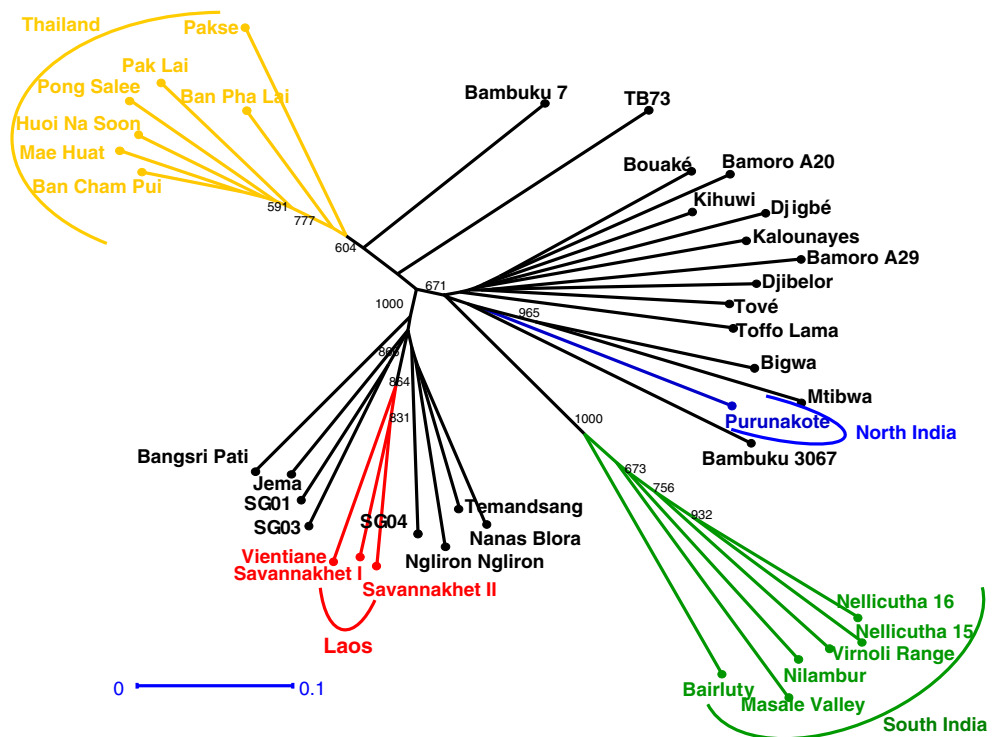 Thailand
Pakse
Pak Lai
Pong Salee
Ban Pha Lai
Huoi Na Soon
Mae Huat
Ban Cham Pui
591
777
604
Bambuku 7
TB73
Bouaké
Bamoro A20
Kihuwi
Djigbé
Kalounayes
Bamoro A29
Djibelor
Tové
Toffo Lama
Bigwa
Mtibwa
Purunakote
North India
Bambuku 3067
671
965
1000
864
831
Bangsri Pati
Jema
SG01
SG03
SG04
Temandsang
Nanas Blora
Ngliron Ngliron
Vientiane
Savannakhet I
Savannakhet II
Laos
1000
673
756
932
Nellicutha 16
Nellicutha 15
Virnoli Range
Nilambur
Bairluty
Masale Valley
South India
0
0.1